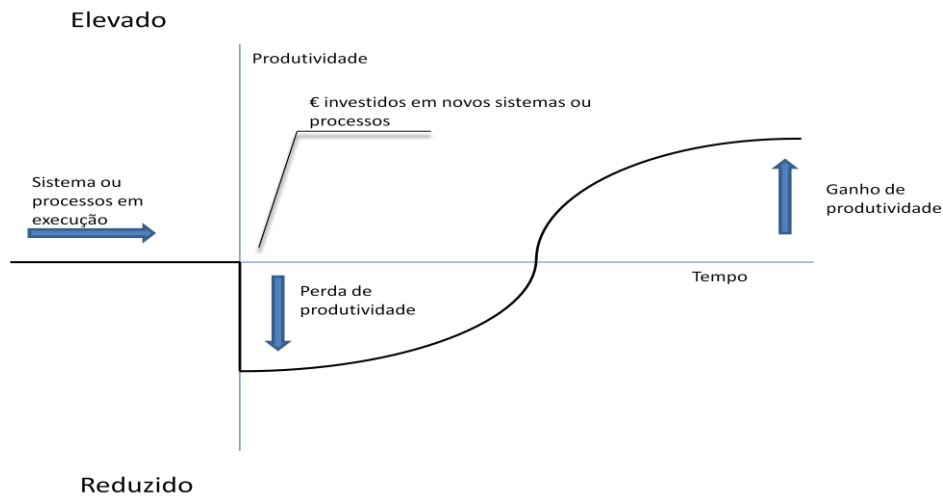 Elevado
Produtividade
€ investidos em novos sistemas ou
processos
Sistema ou
processos em
execução
Ganho de
produtividade
Tempo
Perda de
produtividade
Reduzido